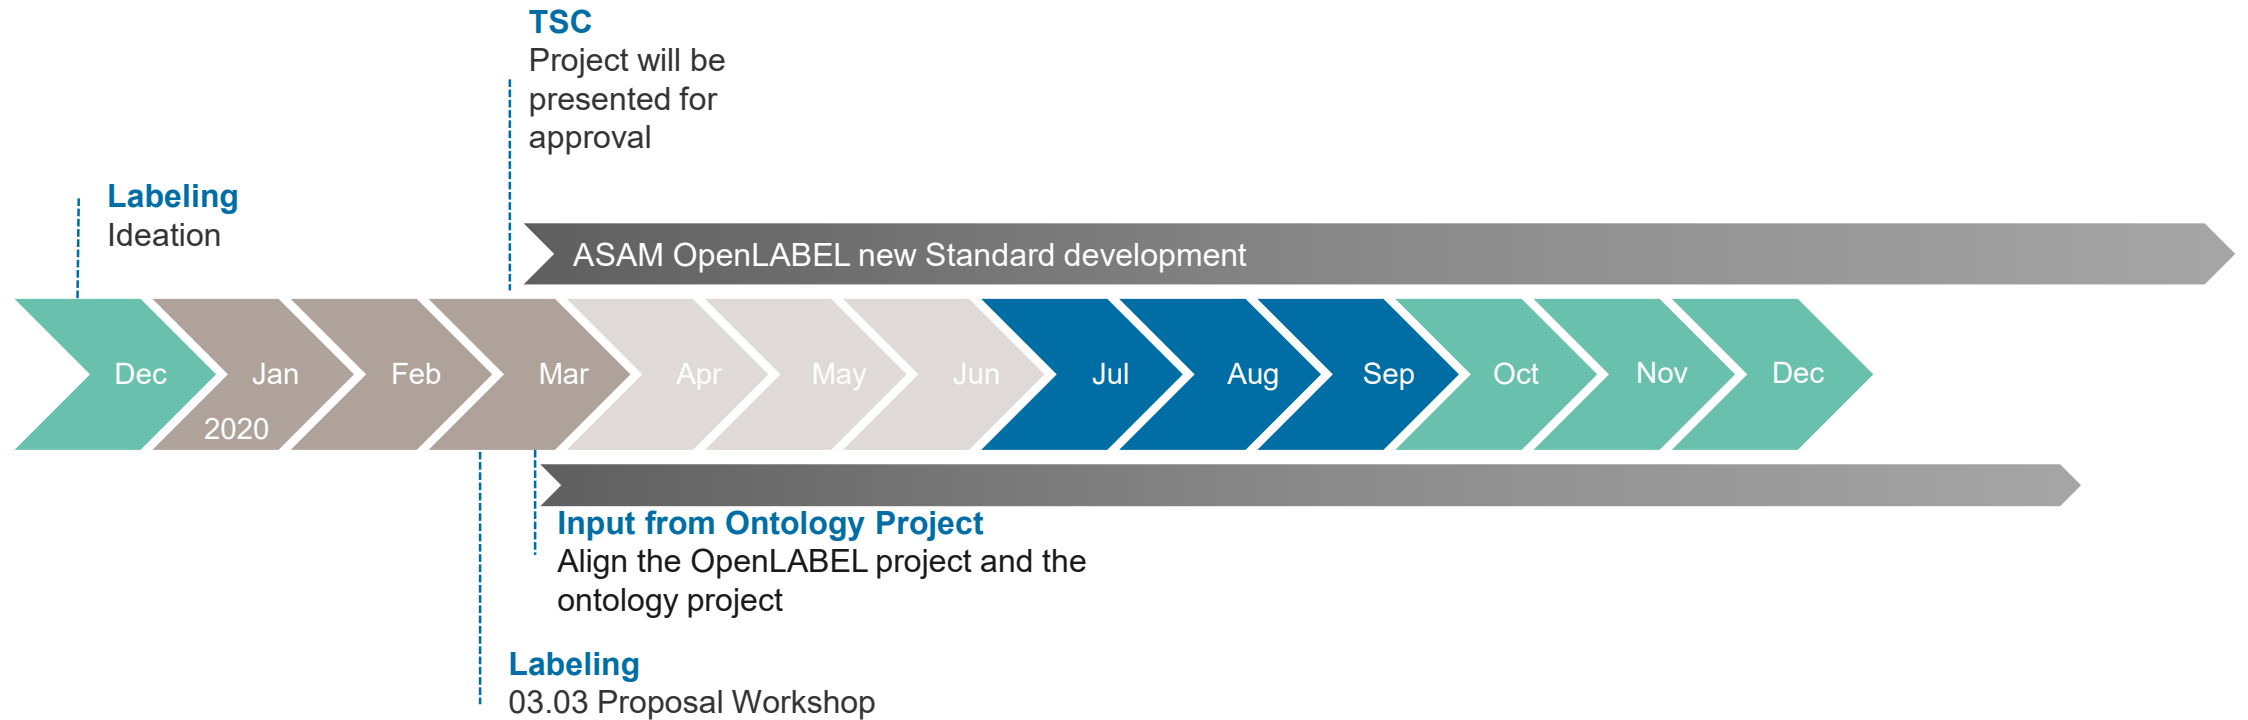 TSC
Project will be
presented for
approval
Labeling
Ideation
ASAM OpenLABEL new Standard development
Dec
Jan
Feb
Mar
Apr
May
Jun
Jul
Aug
Sep
Oct
Nov
Dec
2020
Input from Ontology Project
Align the OpenLABEL project and the
ontology project
Labeling
03.03 Proposal Workshop